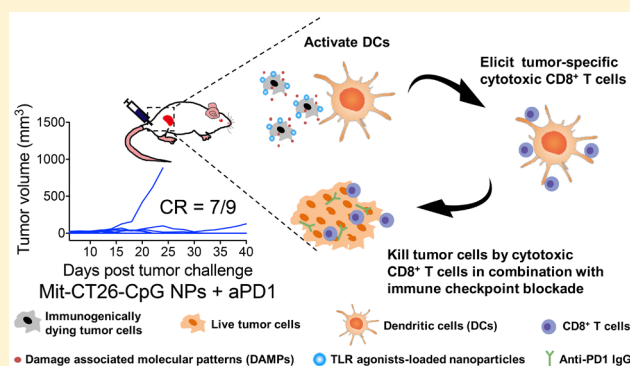 Activate DCs
Elicit tumor-specific
cytotoxic CD8⁺ T cells
Tumor volume (mm³)
1500
1000
500
0
CR = 7/9
10 15 20 25 30 35 40
Days post tumor challenge
Mit-CT26-CpG NPs + aPD1
Kill tumor cells by cytotoxic
CD8⁺ T cells in combination with
immune checkpoint blockade
Immunogenically
dying tumor cells
Live tumor cells
Dendritic cells (DCs)
CD8⁺ T cells
Damage associated molecular patterns (DAMPs)
TLR agonists-loaded nanoparticles
Anti-PD1 IgG